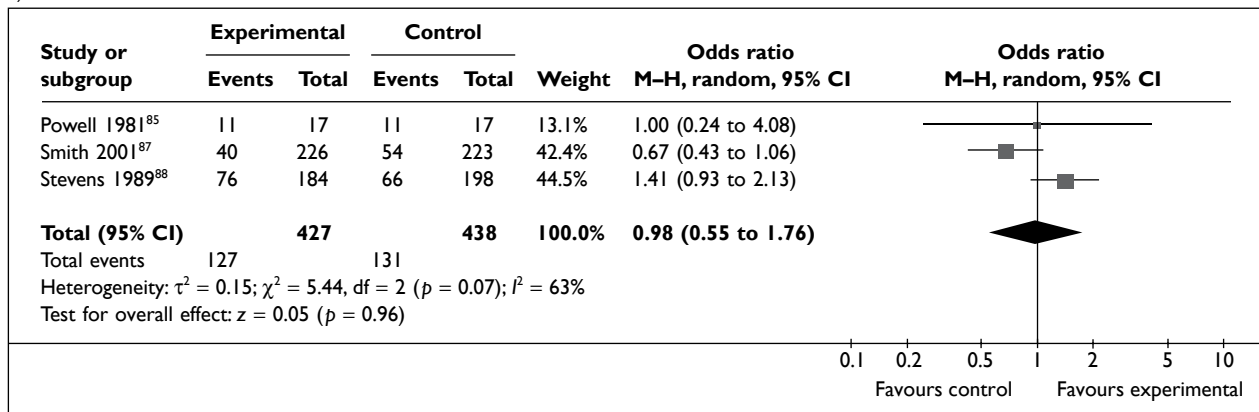 Experimental Control
Study or subgroup Events Total Events Total Weight Odds ratio M–H, random, 95% CI Odds ratio M–H, random, 95% CI
Powell 1981⁸⁵ 11 17 11 17 13.1% 1.00 (0.24 to 4.08)
Smith 2001⁸⁷ 40 226 54 223 42.4% 0.67 (0.43 to 1.06)
Stevens 1989⁸⁸ 76 184 66 198 44.5% 1.41 (0.93 to 2.13)
Total (95% CI) 427 438 100.0% 0.98 (0.55 to 1.76)
Total events 127 131
Heterogeneity: τ² = 0.15; χ² = 5.44, df = 2 (p = 0.07); I² = 63%
Test for overall effect: z = 0.05 (p = 0.96)
0.1 0.2 0.5 1 2 5 10
Favours control Favours experimental